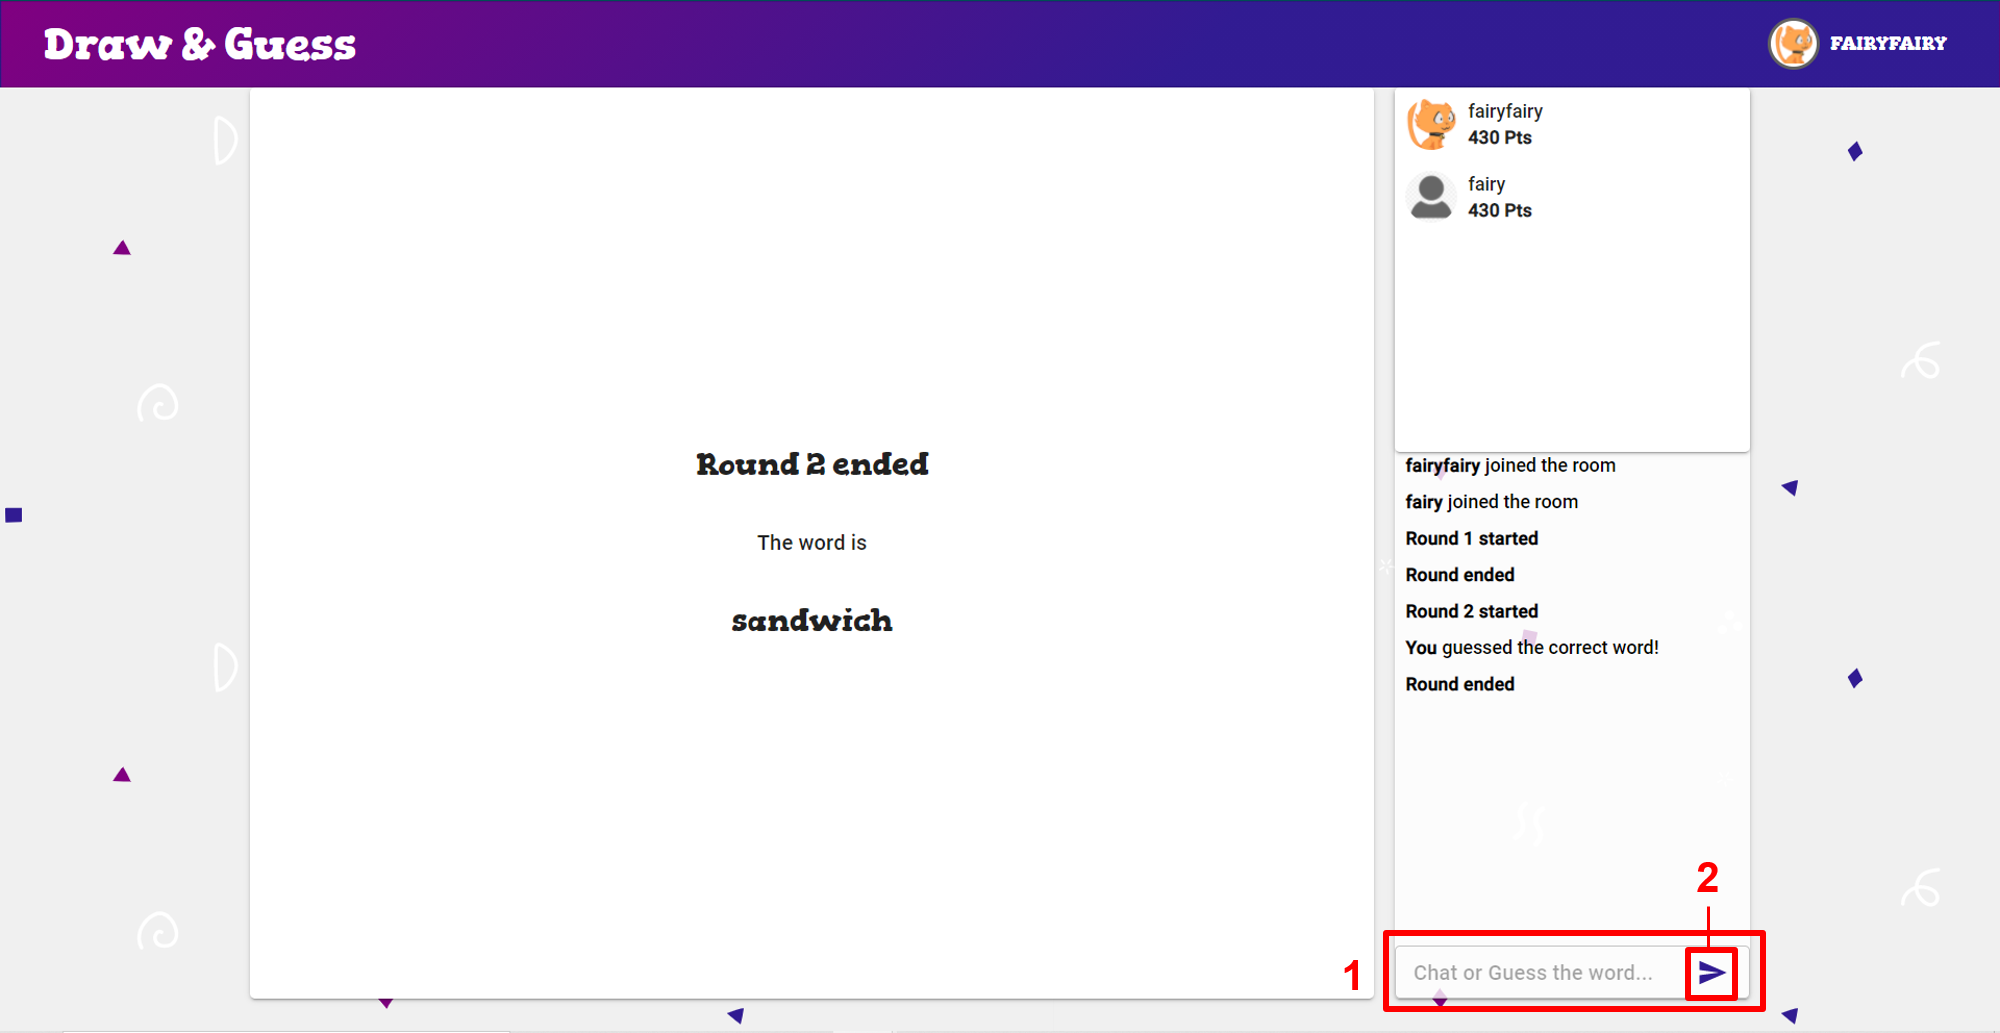 Draw & Guess
FAIRYFAIRY
fairyfairy
430 Pts
fairy
430 Pts
Round 2 ended
The word is
sandwich
fairyfairy joined the room
fairy joined the room
Round 1 started
Round ended
Round 2 started
You guessed the correct word!
Round ended
2
1
Chat or Guess the word...